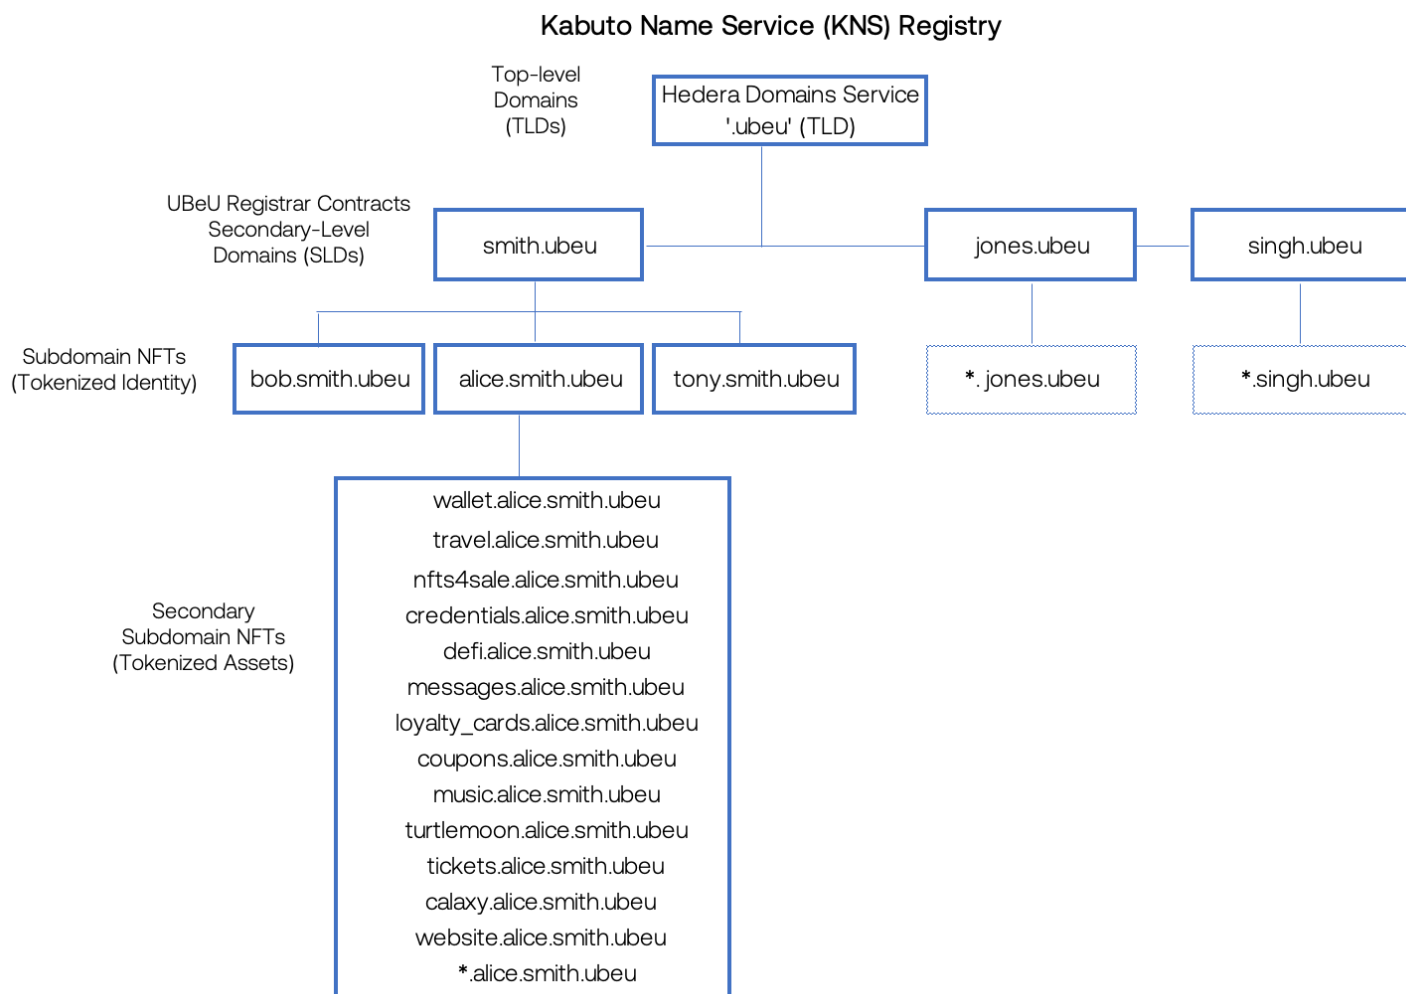 Kabuto Name Service (KNS) Registry
Top-level
Domains
(TLDs)
Hedera Domains Service
'.ubeu' (TLD)
UBeU Registrar Contracts
Secondary-Level
Domains (SLDs)
smith.ubeu
jones.ubeu
singh.ubeu
Subdomain NFTs
(Tokenized Identity)
bob.smith.ubeu
alice.smith.ubeu
tony.smith.ubeu
*. jones.ubeu
*.singh.ubeu
Secondary
Subdomain NFTs
(Tokenized Assets)
wallet.alice.smith.ubeu
travel.alice.smith.ubeu
nfts4sale.alice.smith.ubeu
credentials.alice.smith.ubeu
defi.alice.smith.ubeu
messages.alice.smith.ubeu
loyalty_cards.alice.smith.ubeu
coupons.alice.smith.ubeu
music.alice.smith.ubeu
turtlemoon.alice.smith.ubeu
tickets.alice.smith.ubeu
calaxy.alice.smith.ubeu
website.alice.smith.ubeu
*.alice.smith.ubeu